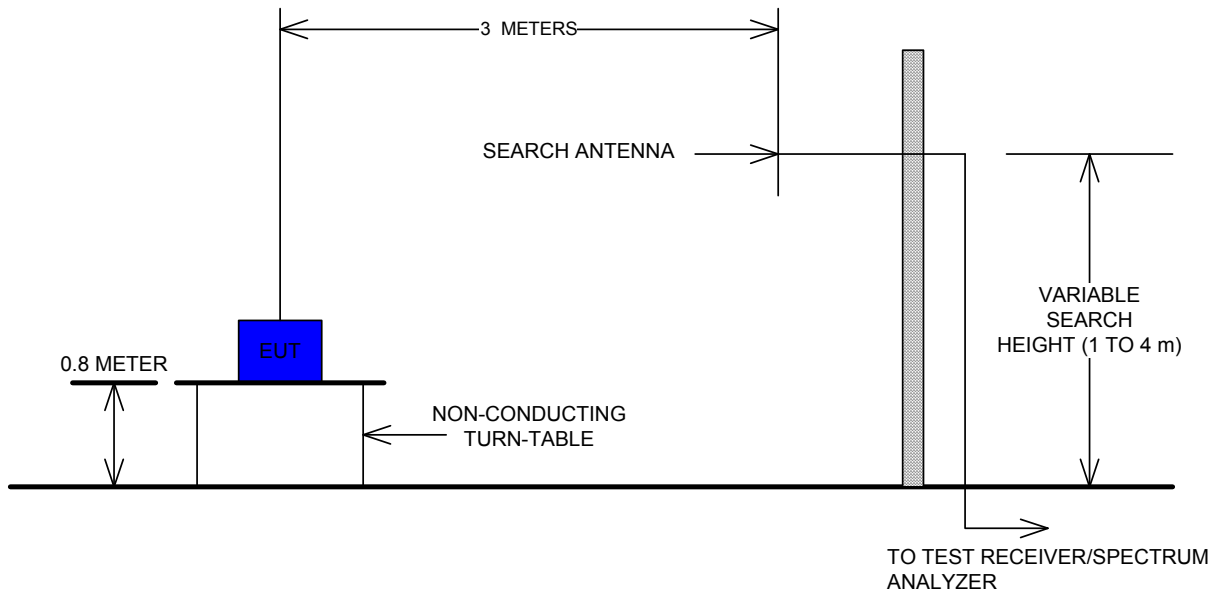 3 METERS
SEARCH ANTENNA
EUT
0.8 METER
NON-CONDUCTING
TURN-TABLE
VARIABLE
SEARCH
HEIGHT (1 TO 4 m)
TO TEST RECEIVER/SPECTRUM
ANALYZER